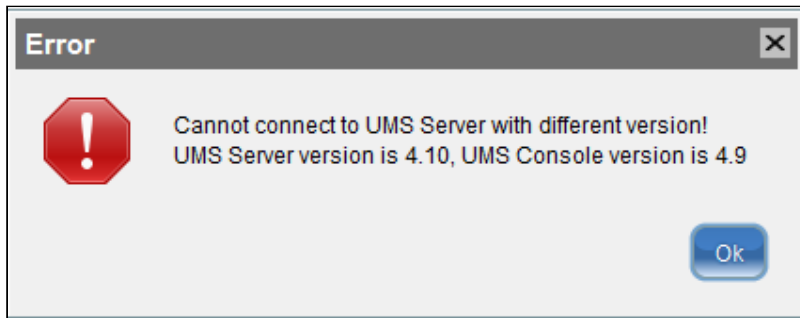 Error
Cannot connect to UMS Server with different version!
UMS Server version is 4.10, UMS Console version is 4.9
Ok